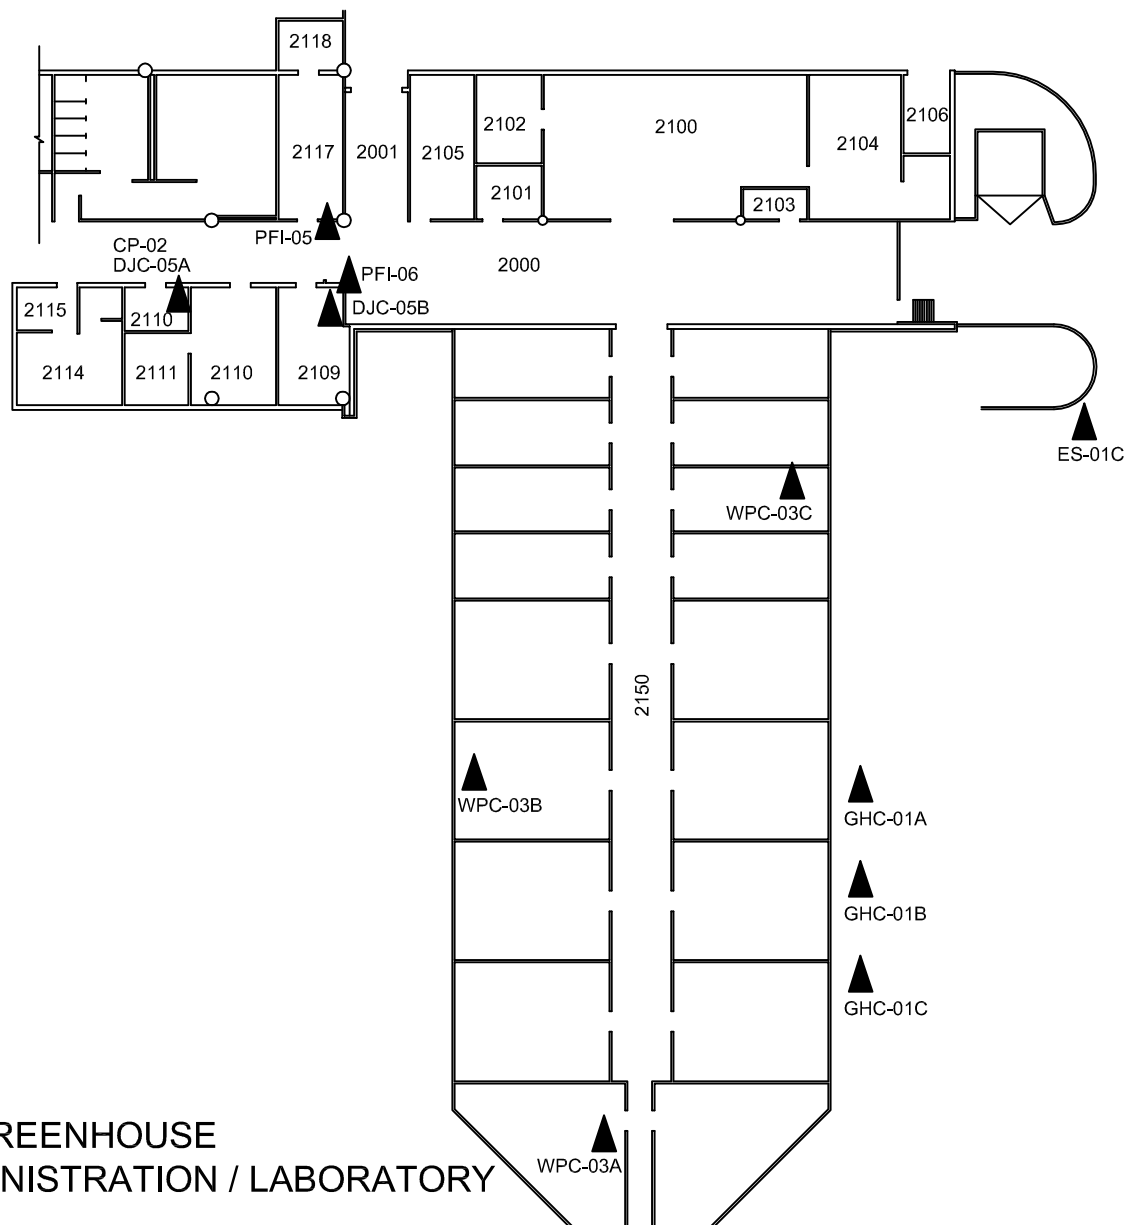 2118
2102
2100
2106
2117
2001
2105
2104
2101
2103
PFI-05
CP-02
DJC-05A
2000
PFI-06
2115
2110
DJC-05B
2114
2111
2110
2109
ES-01C
WPC-03C
2150
WPC-03B
GHC-01A
GHC-01B
GHC-01C
REENHOUSE
WPC-03A
NISTRATION / LABORATORY